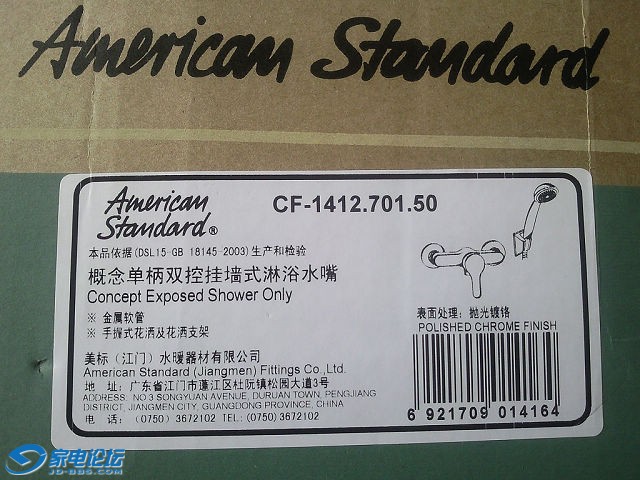 American Standard
American
Standard®
CF-1412.701.50
本品依据(DSL15-GB 18145-2003)生产和检验
概念单柄双控挂墙式淋浴水嘴
Concept Exposed Shower Only
※ 金属软管
※ 手握式花洒及花洒支架
表面处理: 抛光镀铬
POLISHED CHROME FINISH
美标（江门）水暖器材有限公司
American Standard (Jiangmen) Fittings Co.,Ltd.
地 址: 广东省江门市蓬江区杜阮镇松园大道3号
ADDRESS: NO 3 SONGYUAN AVENUE, DURUAN TOWN, PENGJIANG
DISTRICT, JIANGMEN CITY, GUANGDONG PROVINCE, CHINA
电 话: (0750) 3672102 TEL: (0750) 3672102
6 921709 014164
家电论坛
JD-BBS.COM